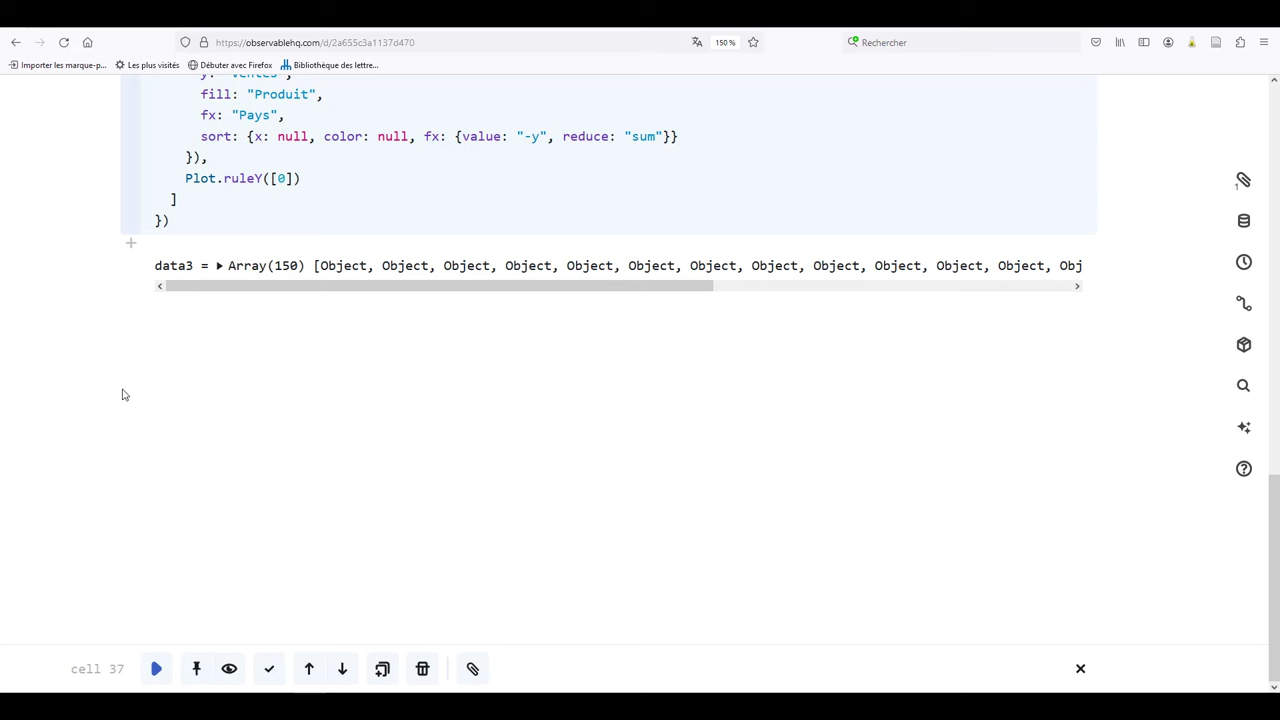 https://observablehq.com/d/2a655c3a1137d470
150 %
Rechercher
Importer les marque-p...
Les plus visités
Débuter avec Firefox
Bibliothèque des lettre...
y: "Ventes",
fill: "Produit",
fx: "Pays",
sort: {x: null, color: null, fx: {value: "-y", reduce: "sum"}}
}),
Plot.ruleY([0])
]
})
data3 = Array(150) [Object, Object, Object, Object, Object, Object, Object, Object, Object, Object, Object, Object, Obj
1
cell 37